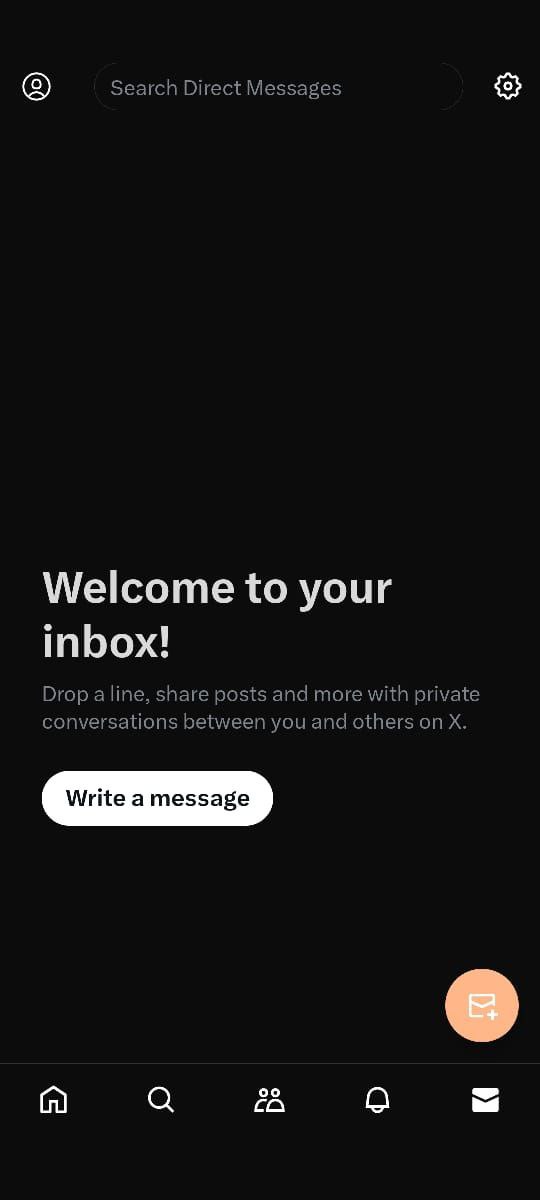 Search Direct Messages
Welcome to your
inbox!
Drop a line, share posts and more with private
conversations between you and others on X.
Write a message